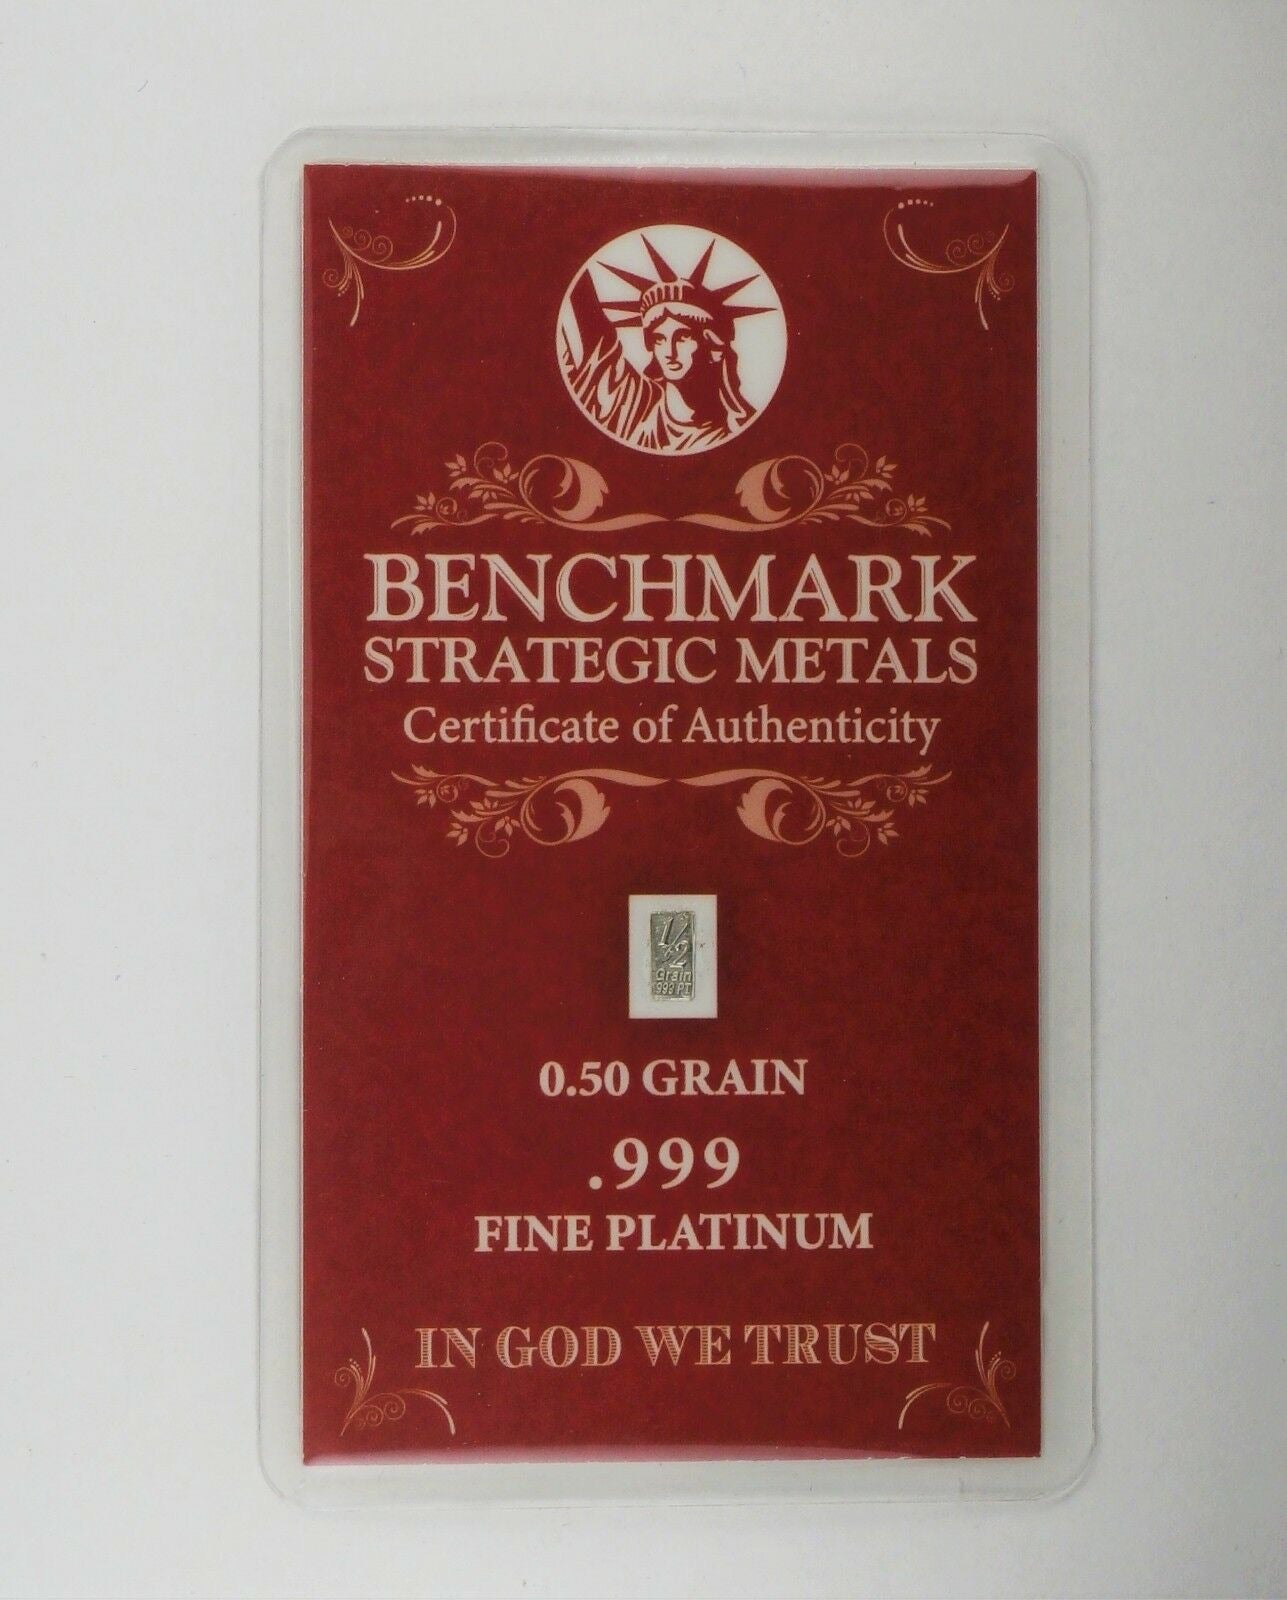 BENCHMARK
STRATEGIC METALS
Certificate of Authenticity
1/2
Grain
.999 PT
0.50 GRAIN
.999
FINE PLATINUM
IN GOD WE TRUST